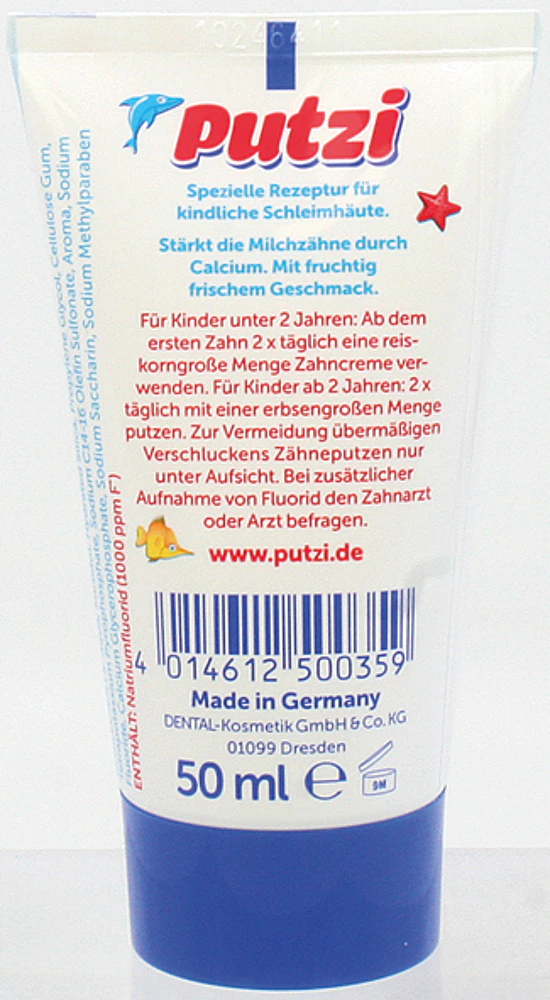 Putzi
Spezielle Rezeptur für
kindliche Schleimhäute.
Stärkt die Milchzähne durch
Calcium. Mit fruchtig
frischem Geschmack.
Für Kinder unter 2 Jahren: Ab dem
ersten Zahn 2 x täglich eine reis-
korngroße Menge Zahncreme ver-
wenden. Für Kinder ab 2 Jahren: 2 x
täglich mit einer erbsengroßen Menge
putzen. Zur Vermeidung übermäßigen
Verschluckens Zähneputzen nur
unter Aufsicht. Bei zusätzlicher
Aufnahme von Fluorid den Zahnarzt
oder Arzt befragen.
www.putzi.de
4 014612 500359
Made in Germany
DENTAL-Kosmetik GmbH & Co. KG
01099 Dresden
50 ml e
9M
Propylene Glycol, Cellulose Gum,
Pyrophosphate, Sodium C14-16 Olefin Sulfonate, Aroma, Sodium
Calcium Glycerophosphate, Sodium Saccharin, Sodium Methylparaben
ENTHÄLT: Natriumfluorid (1000 ppm F⁻)